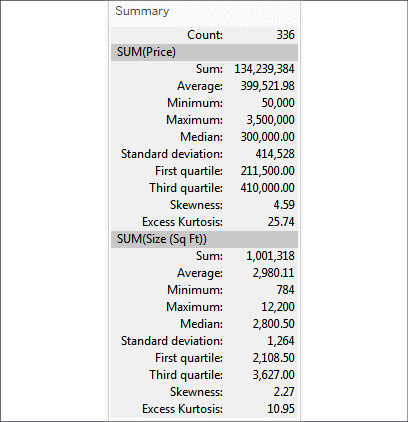 Summary
Count: 336
SUM(Price)
Sum: 134,239,384
Average: 399,521.98
Minimum: 50,000
Maximum: 3,500,000
Median: 300,000.00
Standard deviation: 414,528
First quartile: 211,500.00
Third quartile: 410,000.00
Skewness: 4.59
Excess Kurtosis: 25.74
SUM(Size (Sq Ft))
Sum: 1,001,318
Average: 2,980.11
Minimum: 784
Maximum: 12,200
Median: 2,800.50
Standard deviation: 1,264
First quartile: 2,108.50
Third quartile: 3,627.00
Skewness: 2.27
Excess Kurtosis: 10.95